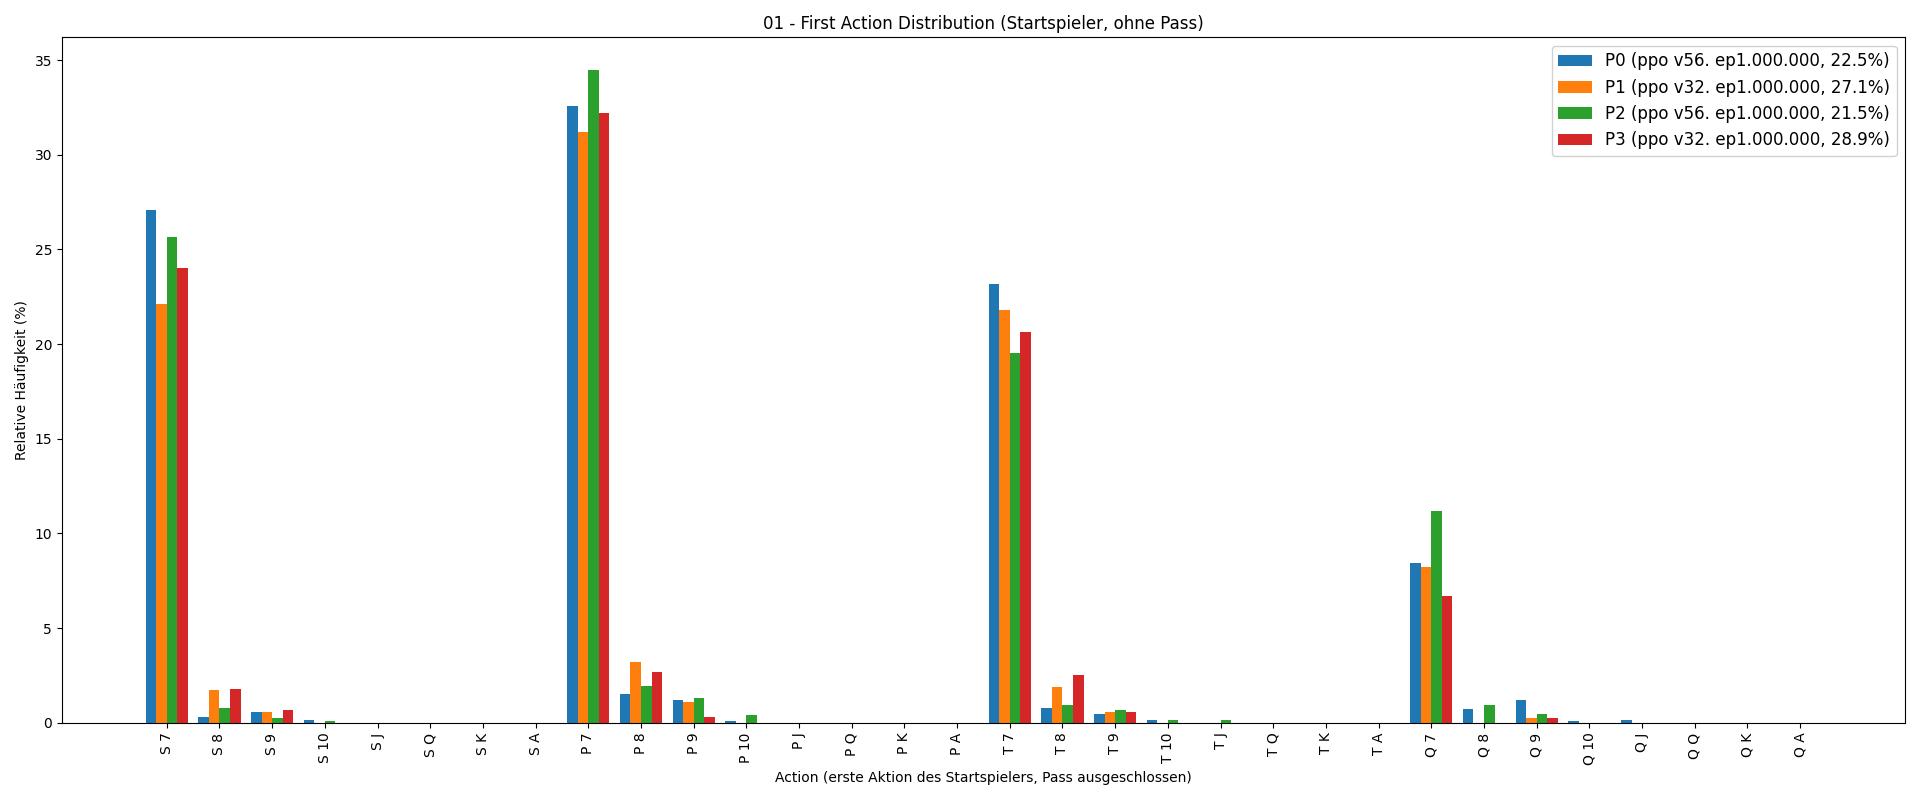 01 - First Action Distribution (Startspieler, ohne Pass)
P0 (ppo v56. ep1.000.000, 22.5%)
P1 (ppo v32. ep1.000.000, 27.1%)
P2 (ppo v56. ep1.000.000, 21.5%)
P3 (ppo v32. ep1.000.000, 28.9%)
Relative Häufigkeit (%)
35
30
25
20
15
10
5
0
S 7
S 8
S 9
S 10
S J
S Q
S K
S A
P 7
P 8
P 9
P 10
P J
P Q
P K
P A
T 7
T 8
T 9
T 10
T J
T Q
T K
T A
Q 7
Q 8
Q 9
Q 10
Q J
Q Q
Q K
Q A
Action (erste Aktion des Startspielers, Pass ausgeschlossen)